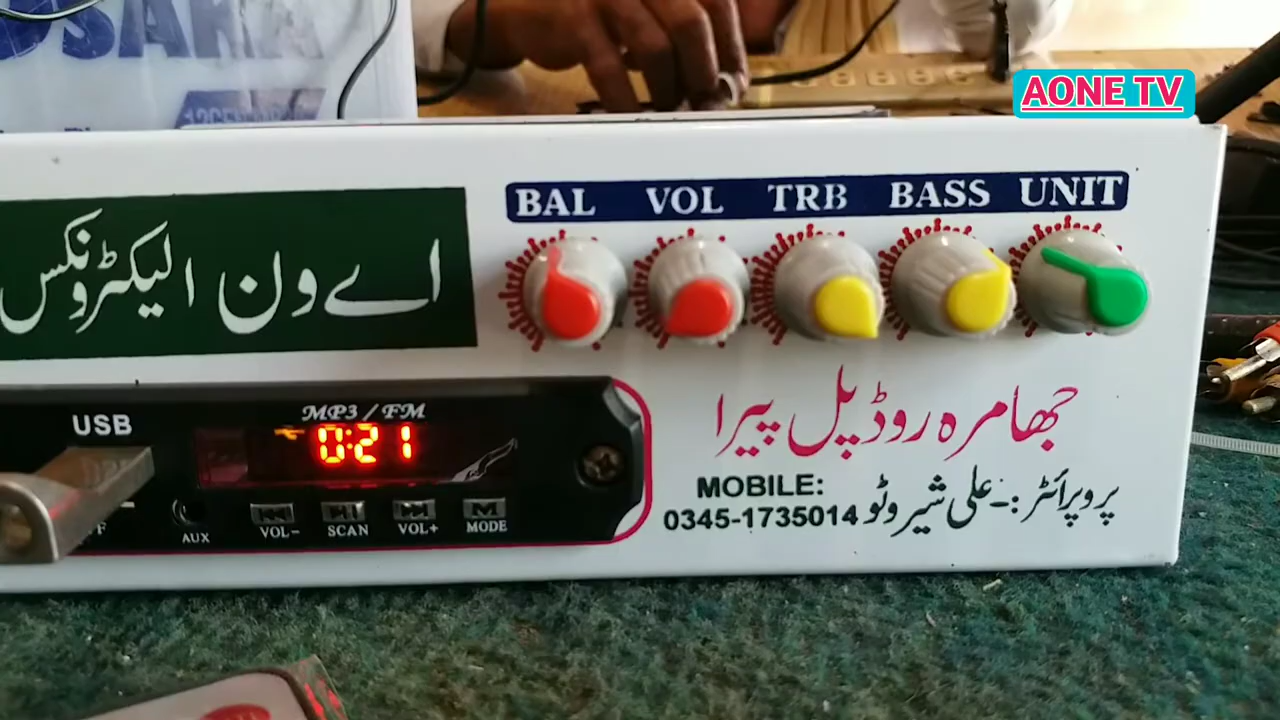 OSAKA
AONE TV
BAL VOL TRB BASS UNIT
اے ون الیکٹرونکس
USB
MP3/FM
0:21
AUX
VOL- SCAN VOL+ MODE
جھامرہ روڈ پل پیرا
MOBILE:
پروپرائٹر:۔علی شیر وٹو 0345-1735014